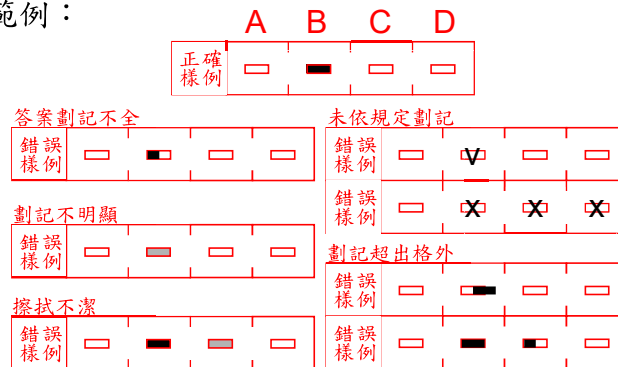 範例：
A B C D
正確
樣例
答案劃記不全
錯誤
樣例
劃記不明顯
錯誤
樣例
擦拭不潔
錯誤
樣例
未依規定劃記
錯誤
樣例
V
錯誤
樣例
X X X
劃記超出格外
錯誤
樣例
錯誤
樣例